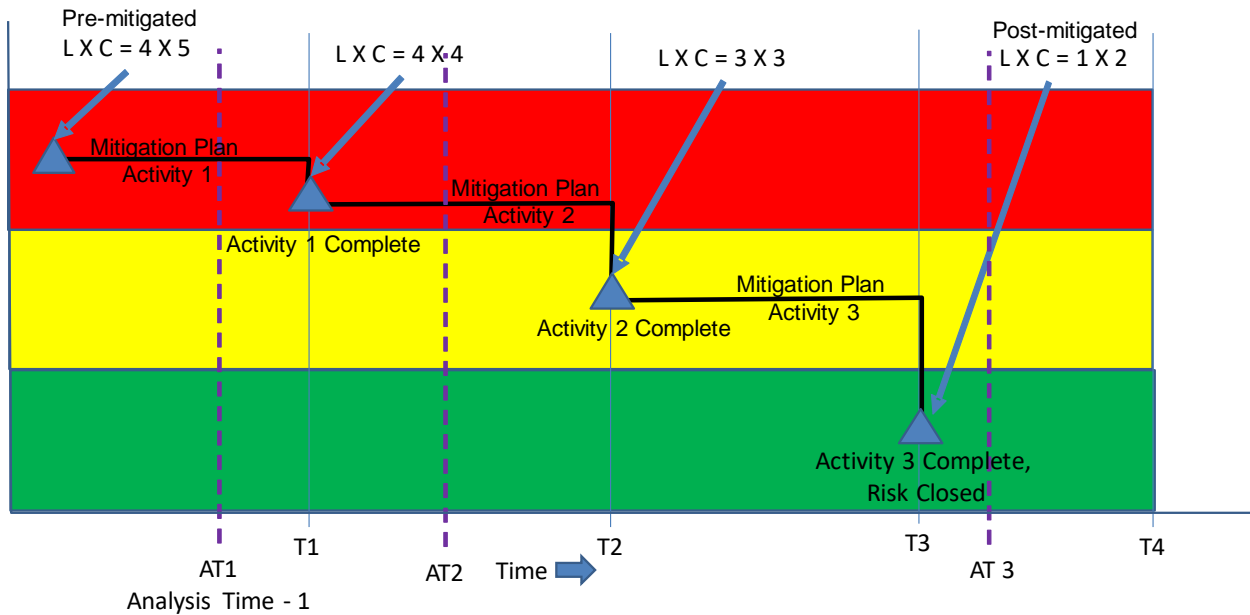 Pre-mitigated
L X C = 4 X 5
L X C = 4 X 4
L X C = 3 X 3
Post-mitigated
L X C = 1 X 2
Mitigation Plan
Activity 1
Mitigation Plan
Activity 2
Activity 1 Complete
Mitigation Plan
Activity 3
Activity 2 Complete
Activity 3 Complete,
Risk Closed
T1
T2
T3
T4
AT1
AT2
Time
AT 3
Analysis Time - 1